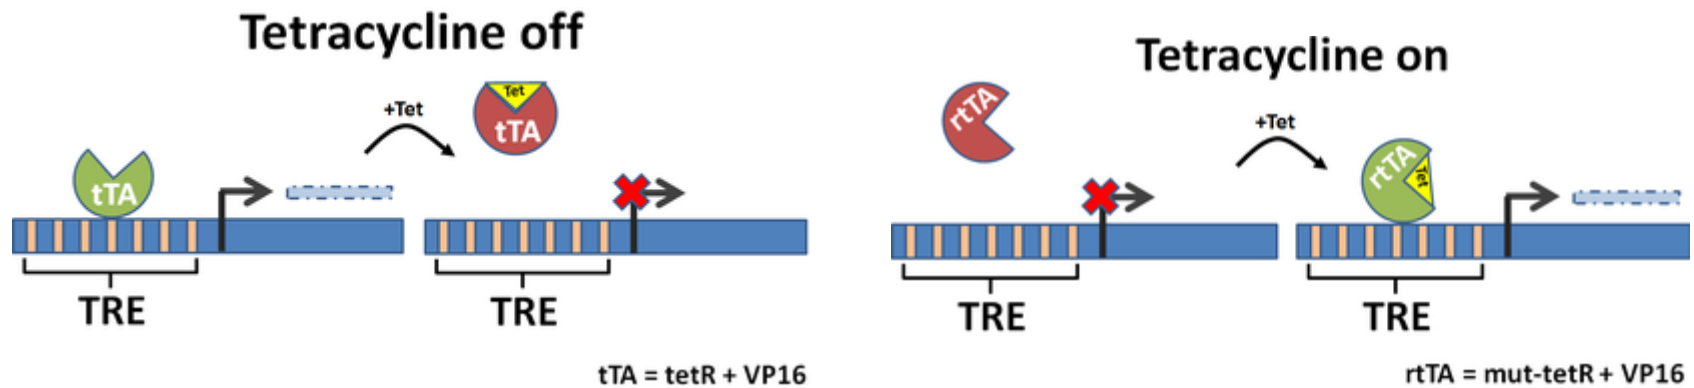 Tetracycline off
+Tet
Tet
tTA
tTA
TRE
TRE
tTA = tetR + VP16
Tetracycline on
rtTA
+Tet
rtTA
Tet
TRE
TRE
rtTA = mut-tetR + VP16